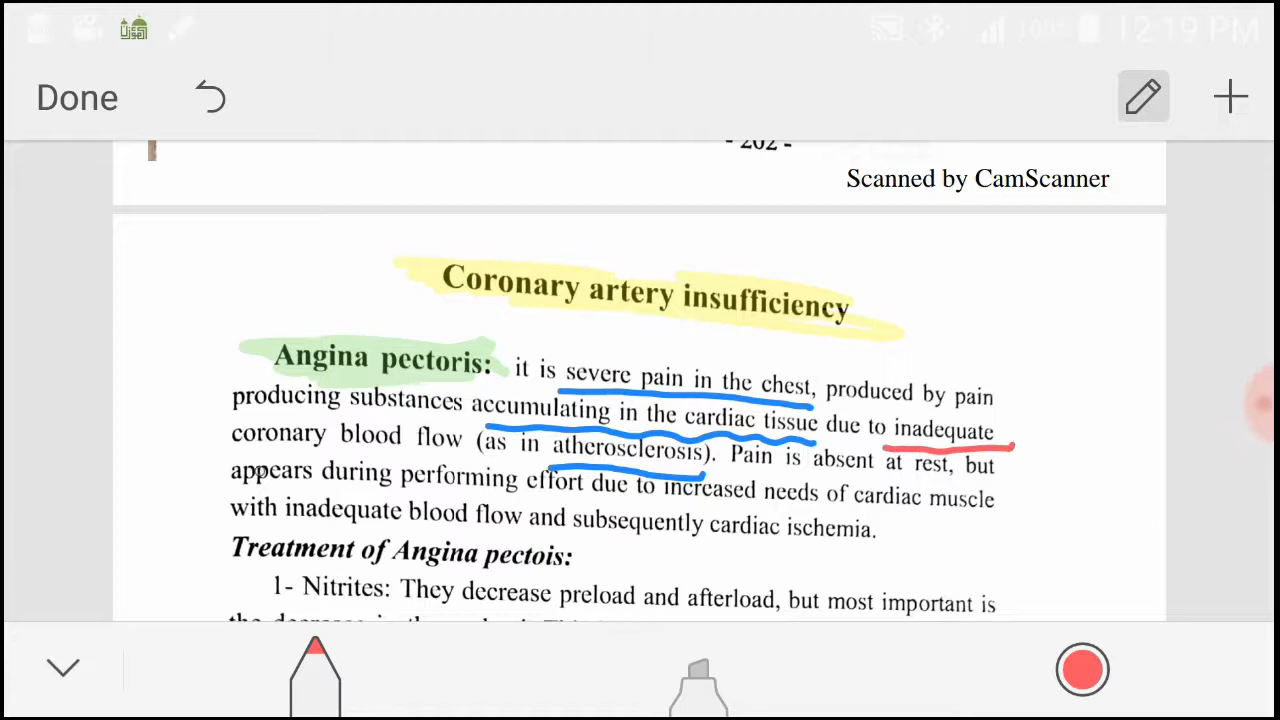 12:19 PM
Done
- 202 -
Scanned by CamScanner
Coronary artery insufficiency
Angina pectoris: it is severe pain in the chest, produced by pain
producing substances accumulating in the cardiac tissue due to inadequate
coronary blood flow (as in atherosclerosis). Pain is absent at rest, but
appears during performing effort due to increased needs of cardiac muscle
with inadequate blood flow and subsequently cardiac ischemia.
Treatment of Angina pectois:
1- Nitrites: They decrease preload and afterload, but most important is